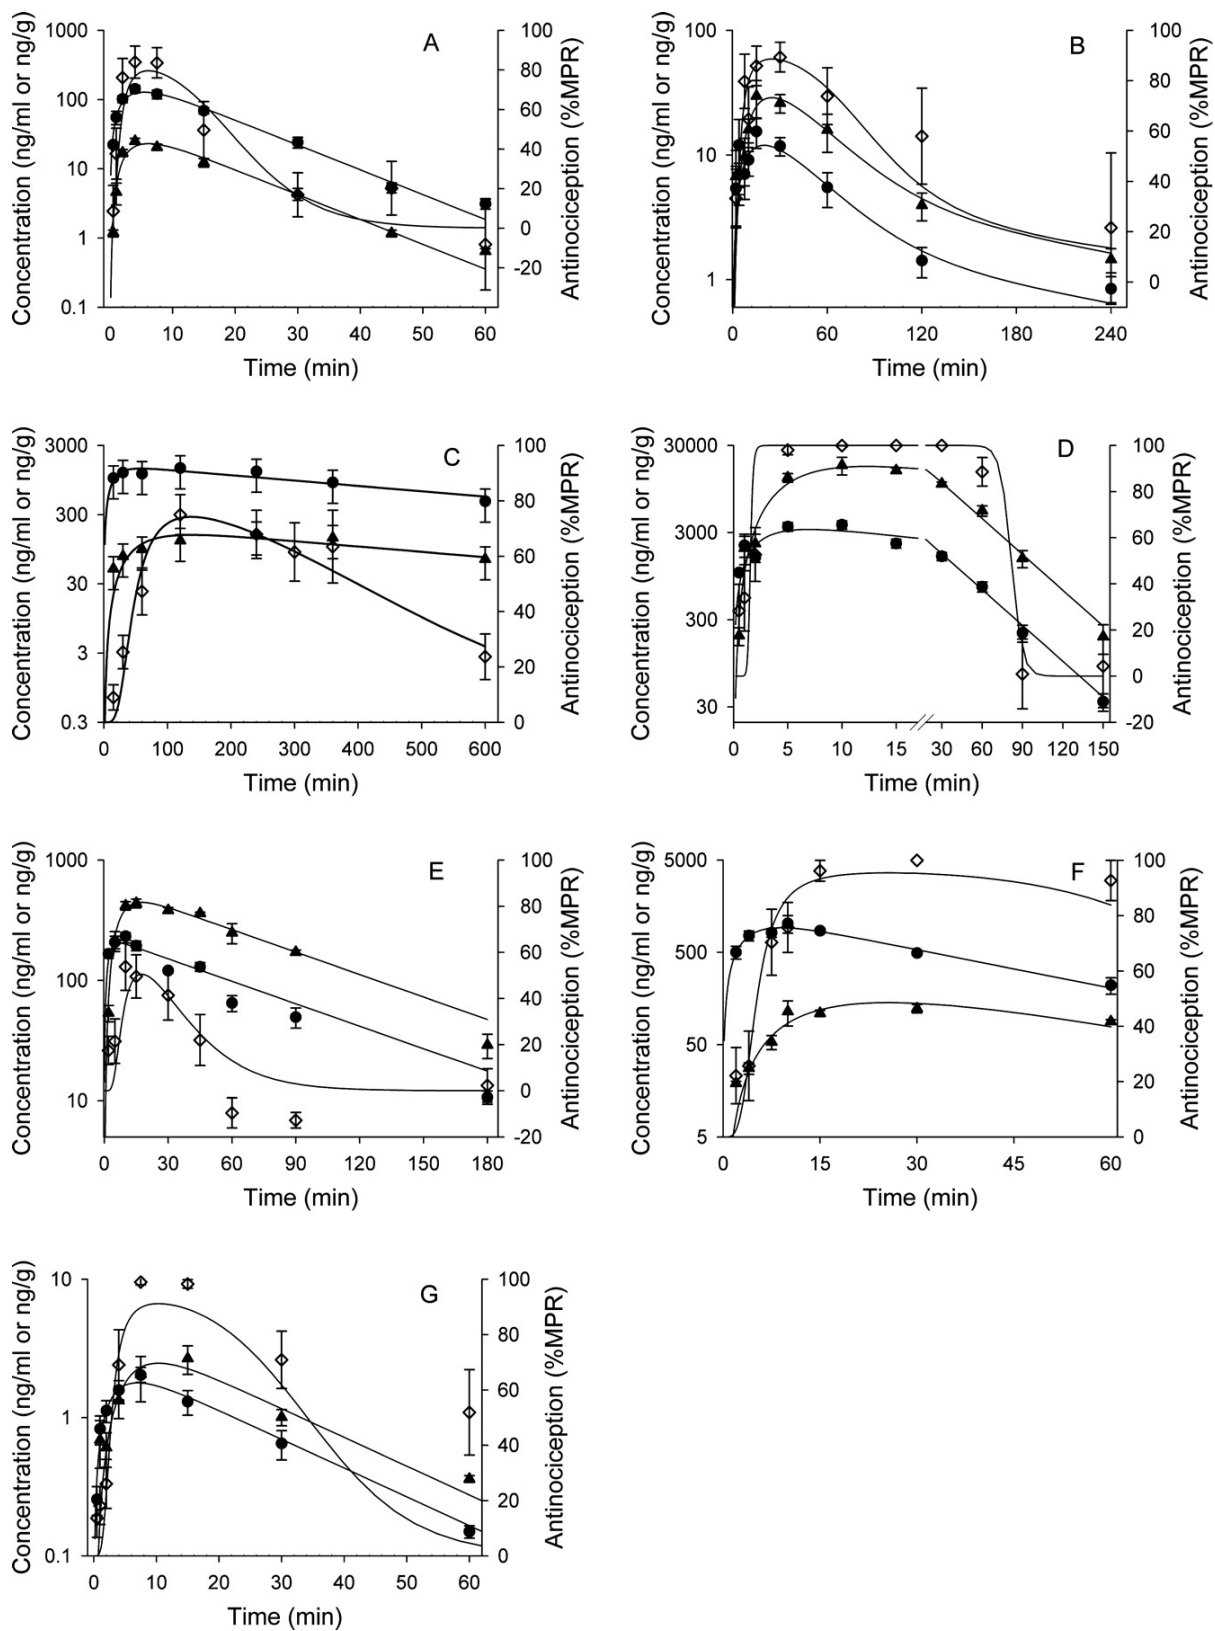 A
Concentration (ng/ml or ng/g)
1000
100
10
1
0.1
100
80
60
40
20
0
-20
Antinociception (%MPR)
0 10 20 30 40 50 60
Time (min)
B
Concentration (ng/ml or ng/g)
100
10
1
100
80
60
40
20
0
Antinociception (%MPR)
0 60 120 180 240
Time (min)
C
Concentration (ng/ml or ng/g)
3000
300
30
3
0.3
100
80
60
40
20
0
Antinociception (%MPR)
0 100 200 300 400 500 600
Time (min)
D
Concentration (ng/ml or ng/g)
30000
3000
300
30
100
80
60
40
20
0
-20
Antinociception (%MPR)
0 5 10 15 30 60 90 120 150
Time (min)
E
Concentration (ng/ml or ng/g)
1000
100
10
100
80
60
40
20
0
-20
Antinociception (%MPR)
0 30 60 90 120 150 180
Time (min)
F
Concentration (ng/ml or ng/g)
5000
500
50
5
100
80
60
40
20
0
Antinociception (%MPR)
0 15 30 45 60
Time (min)
G
Concentration (ng/ml or ng/g)
10
1
0.1
100
80
60
40
20
0
Antinociception (%MPR)
0 10 20 30 40 50 60
Time (min)